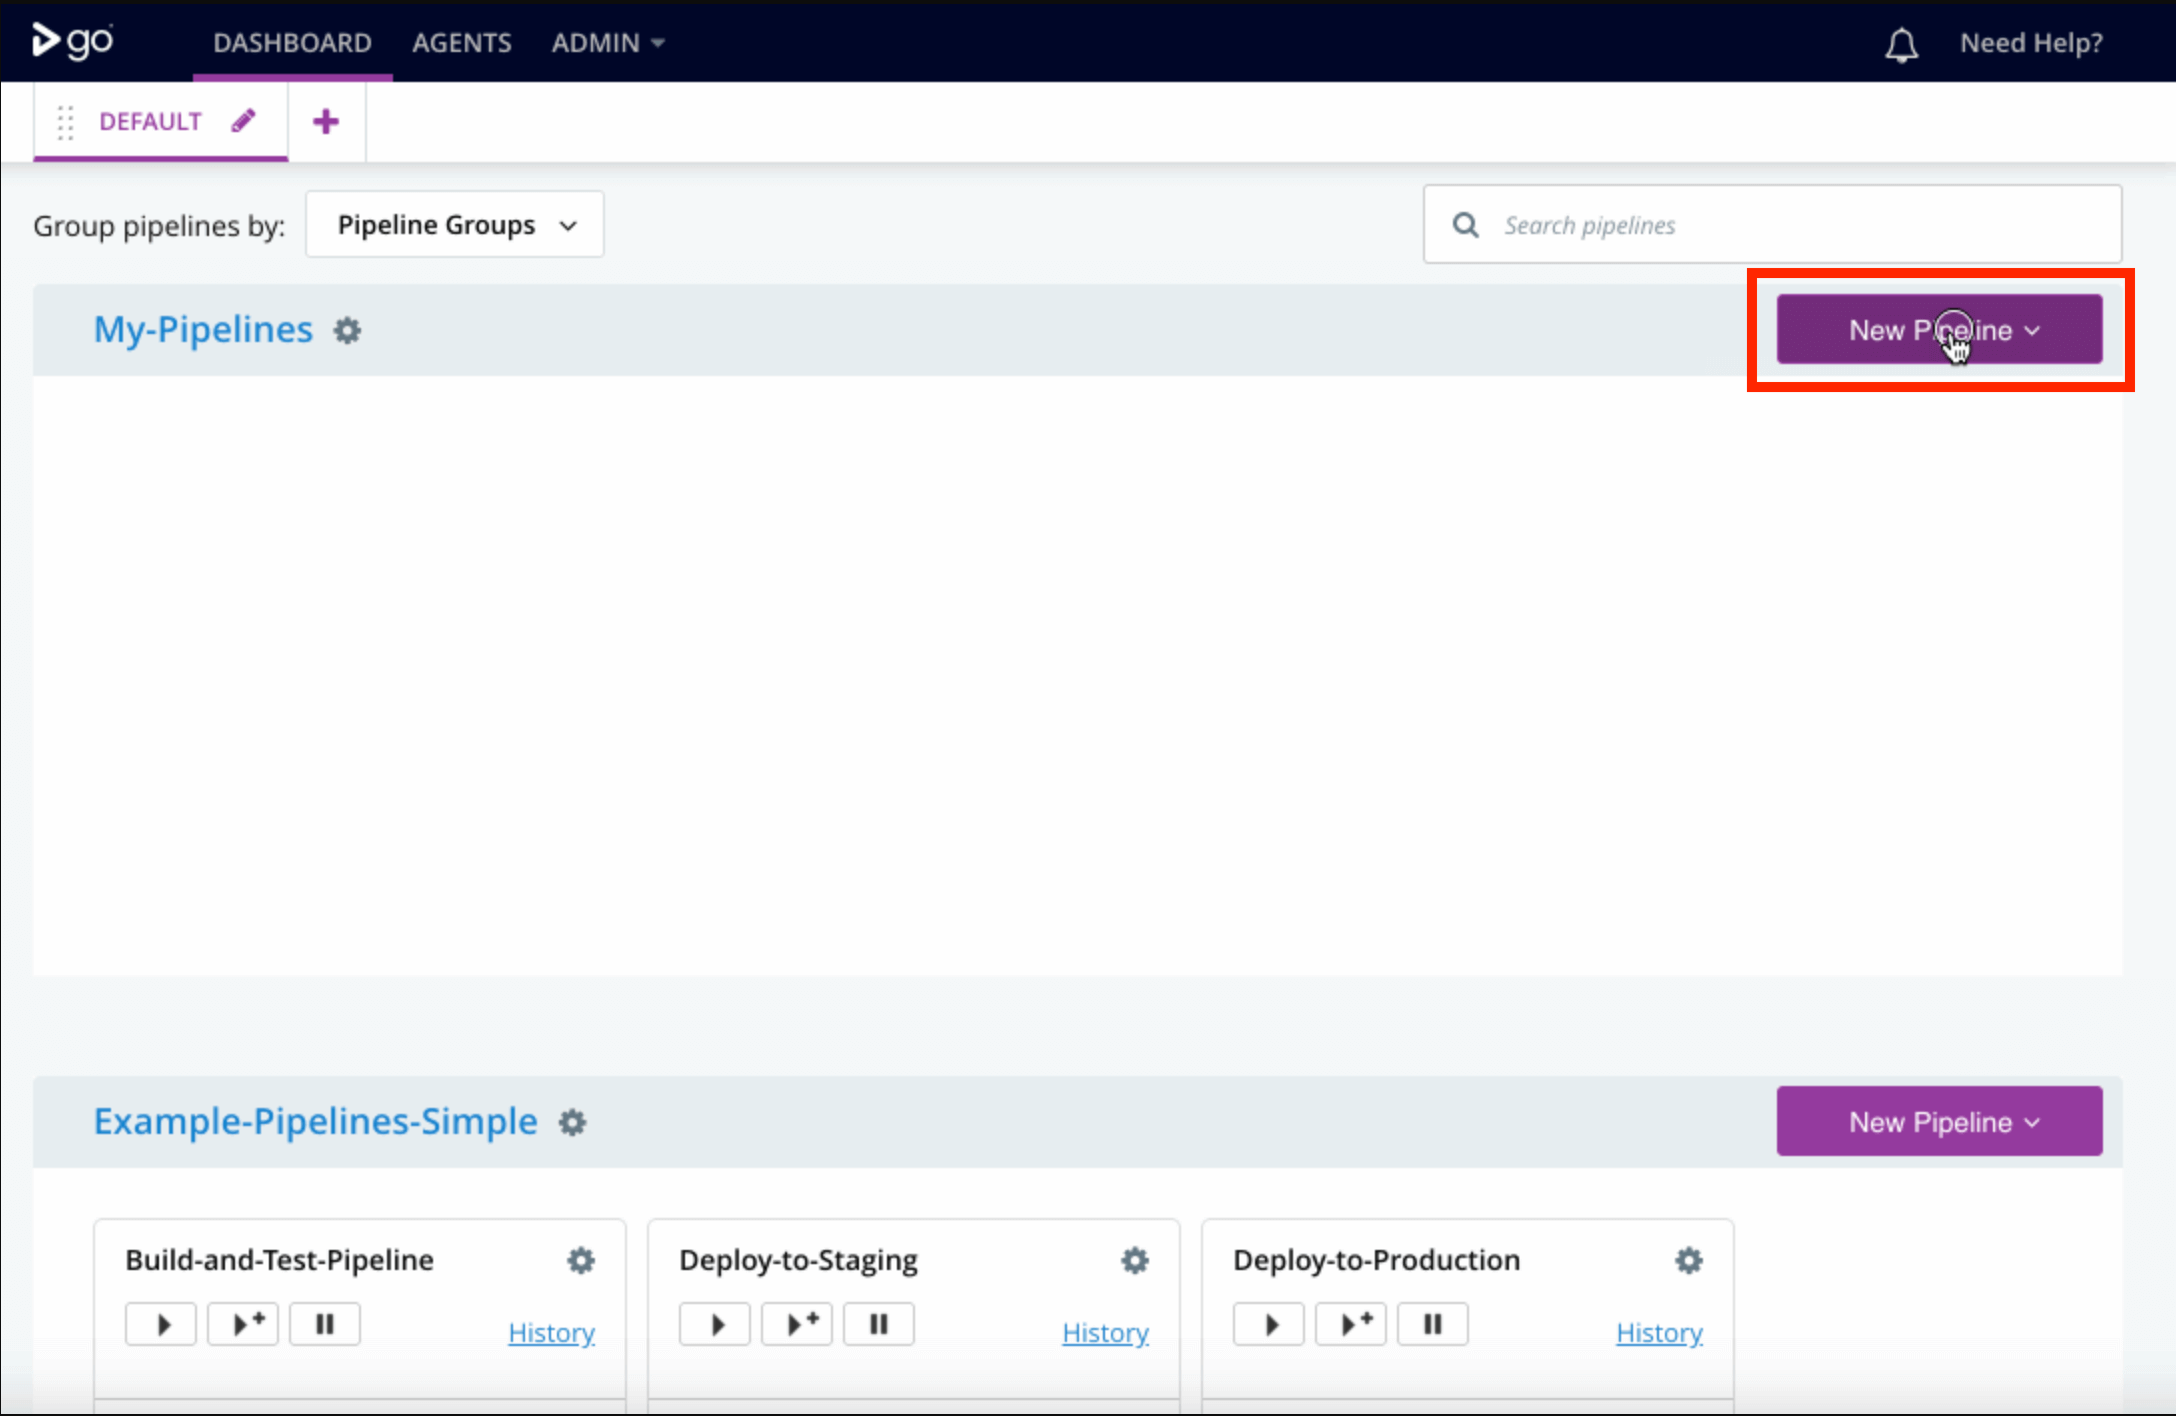 go DASHBOARD AGENTS ADMIN Need Help?
DEFAULT
Group pipelines by: Pipeline Groups Search pipelines
My-Pipelines New Pipeline
Example-Pipelines-Simple New Pipeline
Build-and-Test-Pipeline Deploy-to-Staging Deploy-to-Production
History History History